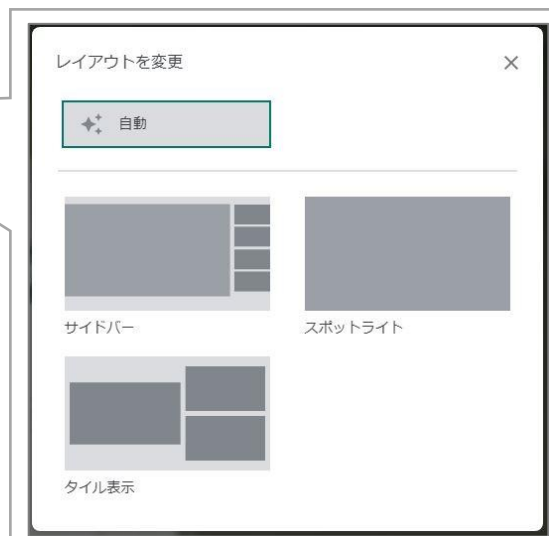 レイアウトを変更
自動
サイドバー
スポットライト
タイル表示